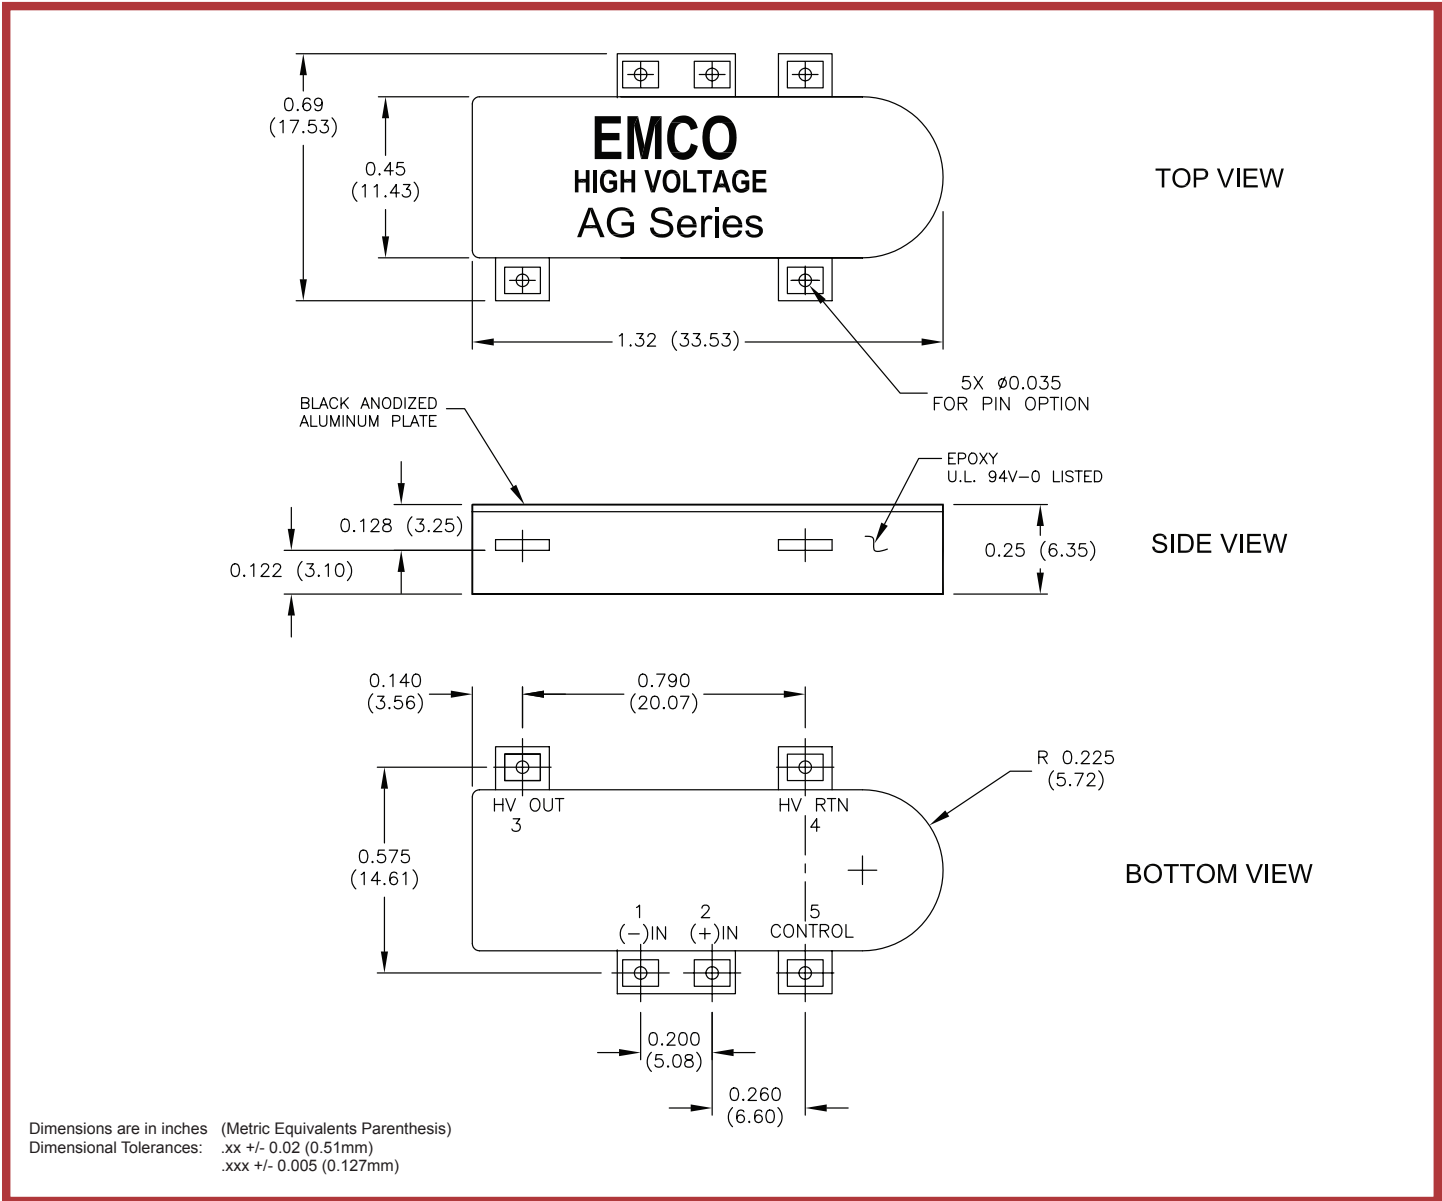 0.69
(17.53)
0.45
(11.43)
EMCO
HIGH VOLTAGE
AG Series
TOP VIEW
1.32 (33.53)
5X ø0.035
FOR PIN OPTION
BLACK ANODIZED
ALUMINUM PLATE
EPOXY
U.L. 94V-0 LISTED
0.128 (3.25)
0.122 (3.10)
0.25 (6.35)
SIDE VIEW
0.140
(3.56)
0.790
(20.07)
R 0.225
(5.72)
HV OUT
3
HV RTN
4
0.575
(14.61)
BOTTOM VIEW
1
(-)IN
2
(+)IN
5
CONTROL
0.200
(5.08)
0.260
(6.60)
Dimensions are in inches (Metric Equivalents Parenthesis)
Dimensional Tolerances: .xx +/- 0.02 (0.51mm)
.xxx +/- 0.005 (0.127mm)